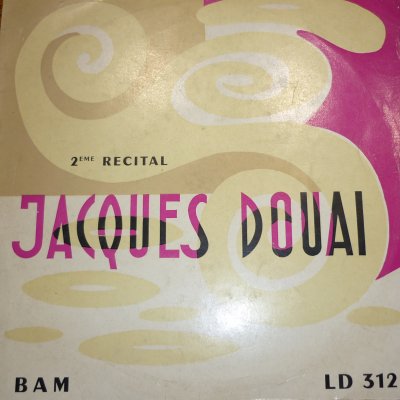 2EME RECITAL
JACQUES DOUAI
BAM
LD 312